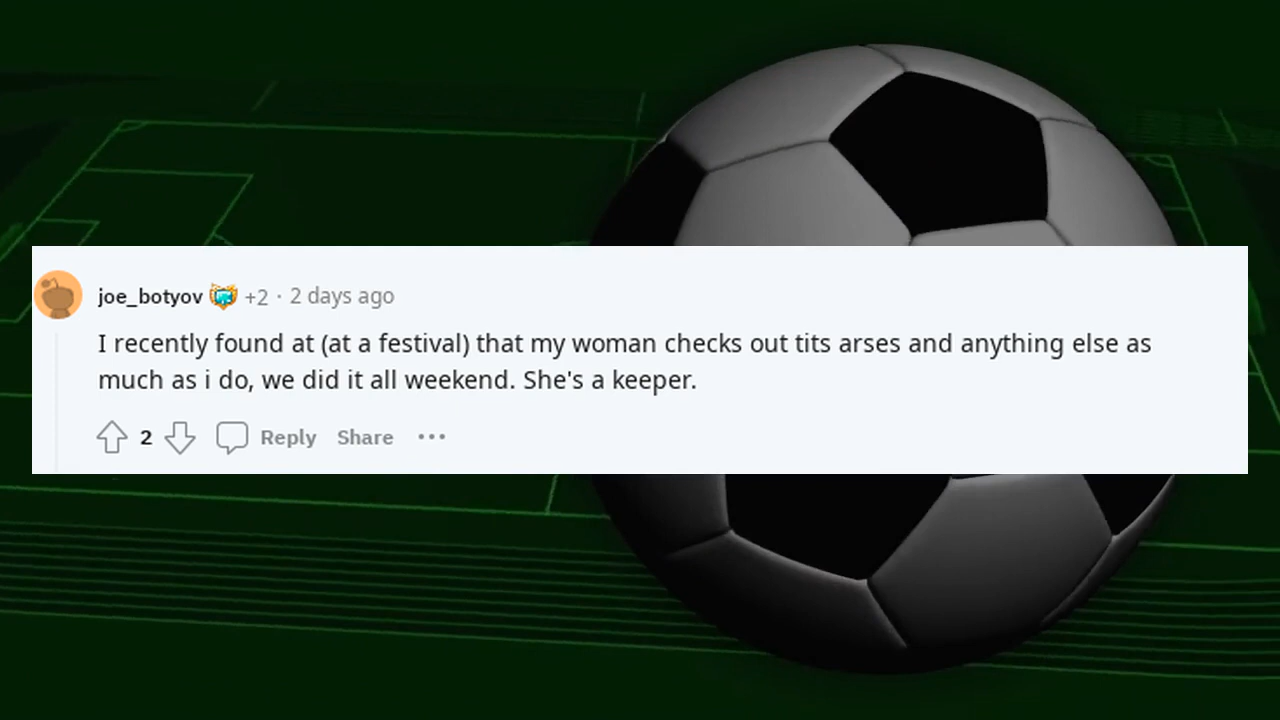 joe_botyov +2 · 2 days ago
I recently found at (at a festival) that my woman checks out tits arses and anything else as
much as i do, we did it all weekend. She's a keeper.
2 Reply Share